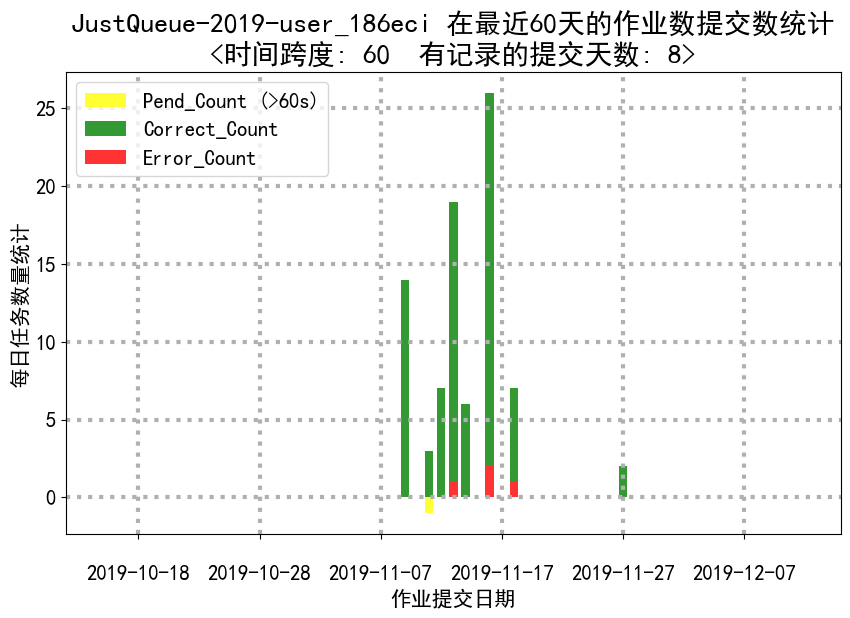 JustQueue-2019-user_186eci 在最近60天的作业数提交数统计
<时间跨度: 60  有记录的提交天数: 8>
Pend_Count (>60s)
Correct_Count
Error_Count
每日任务数量统计
25
20
15
10
5
0
2019-10-18 2019-10-28 2019-11-07 2019-11-17 2019-11-27 2019-12-07
作业提交日期